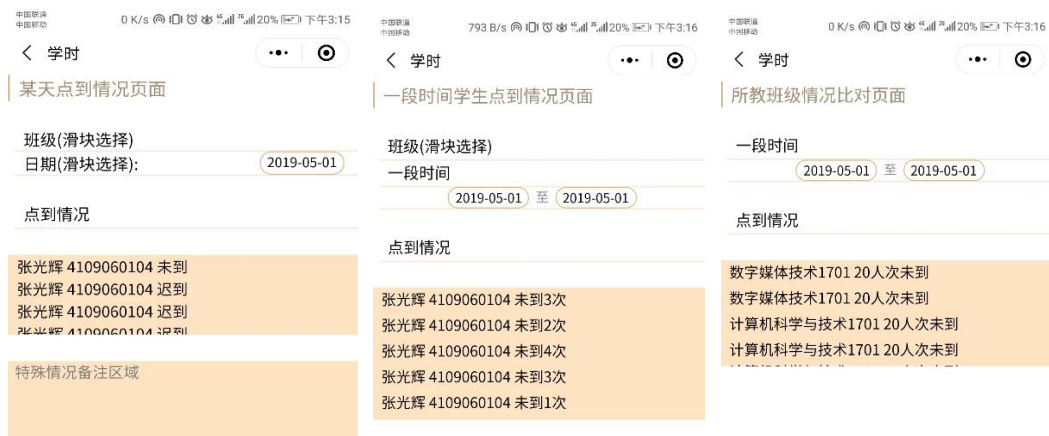 中国联通
中国移动
0 K/s 20% 下午3:15
学时
某天点到情况页面
班级(滑块选择)
日期(滑块选择): 2019-05-01
点到情况
张光辉 4109060104 未到
张光辉 4109060104 迟到
张光辉 4109060104 迟到
张光辉 4109060104 迟到
特殊情况备注区域
中国联通
中国移动
793 B/s 20% 下午3:16
学时
一段时间学生点到情况页面
班级(滑块选择)
一段时间
2019-05-01 至 2019-05-01
点到情况
张光辉 4109060104 未到3次
张光辉 4109060104 未到2次
张光辉 4109060104 未到4次
张光辉 4109060104 未到3次
张光辉 4109060104 未到1次
中国联通
中国移动
0 K/s 20% 下午3:16
学时
所教班级情况比对页面
一段时间
2019-05-01 至 2019-05-01
点到情况
数字媒体技术1701 20人次未到
数字媒体技术1701 20人次未到
计算机科学与技术1701 20人次未到
计算机科学与技术1701 20人次未到